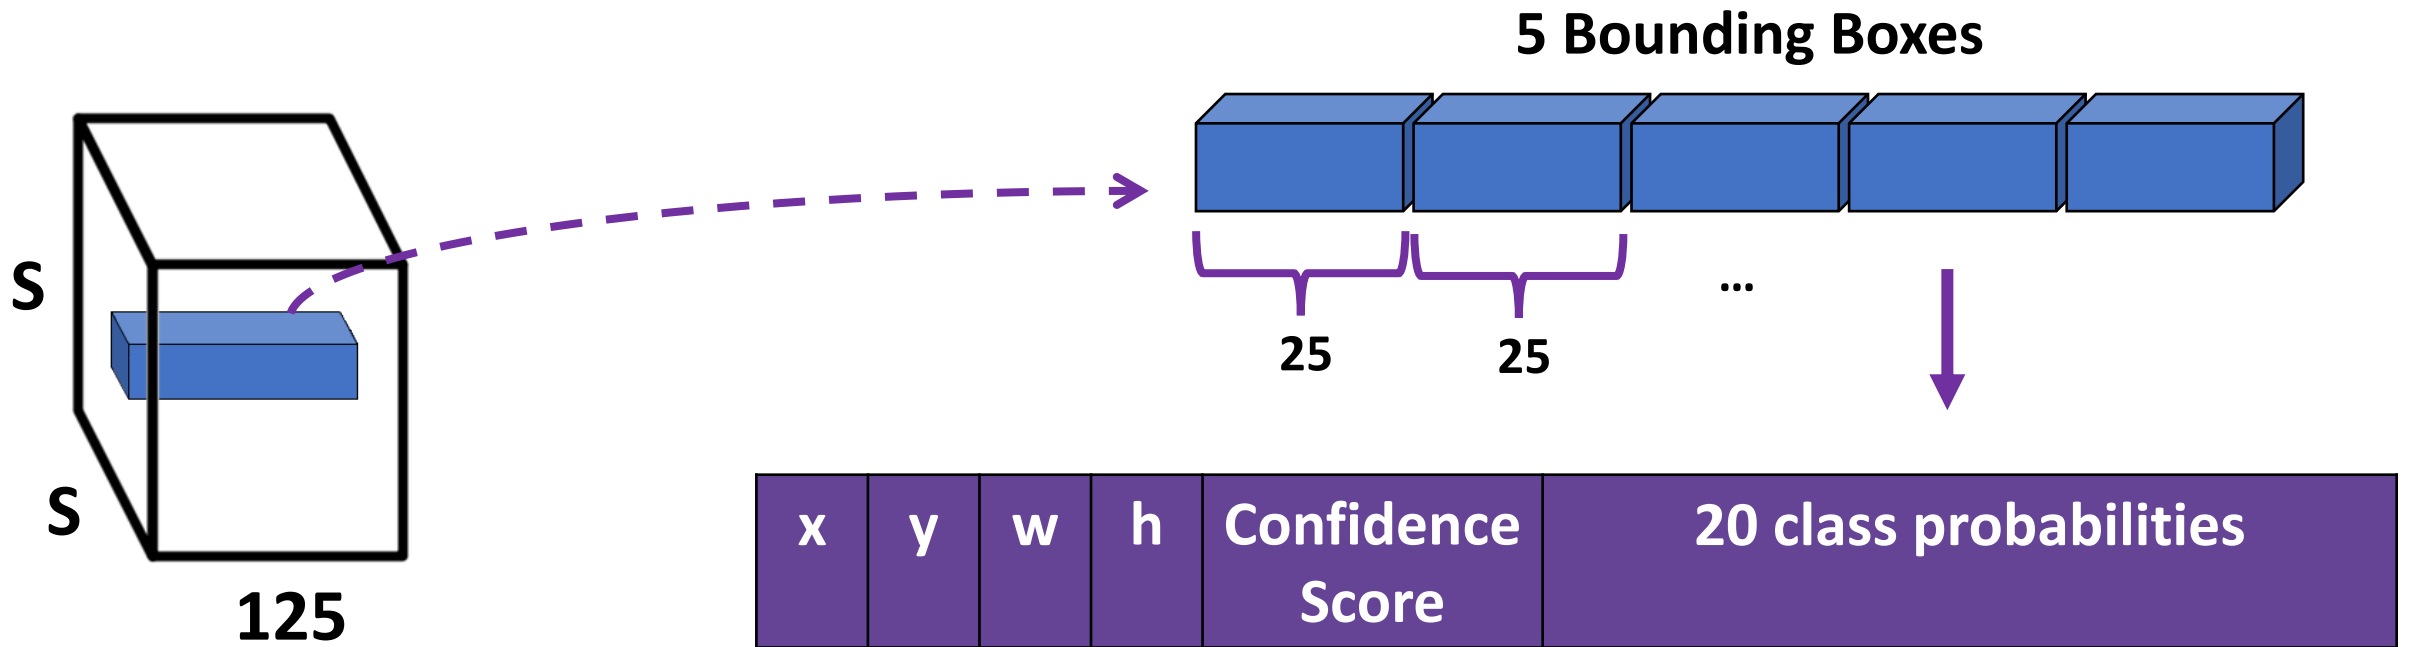 5 Bounding Boxes
S
S
125
25
25
...
x
y
w
h
Confidence
Score
20 class probabilities